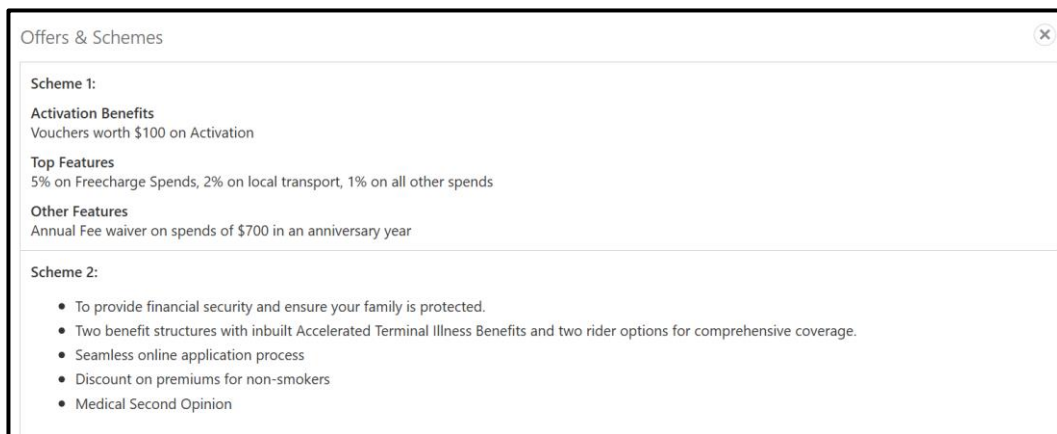 Offers & Schemes
Scheme 1:
Activation Benefits
Vouchers worth $100 on Activation
Top Features
5% on Freecharge Spends, 2% on local transport, 1% on all other spends
Other Features
Annual Fee waiver on spends of $700 in an anniversary year
Scheme 2:
• To provide financial security and ensure your family is protected.
• Two benefit structures with inbuilt Accelerated Terminal Illness Benefits and two rider options for comprehensive coverage.
• Seamless online application process
• Discount on premiums for non-smokers
• Medical Second Opinion